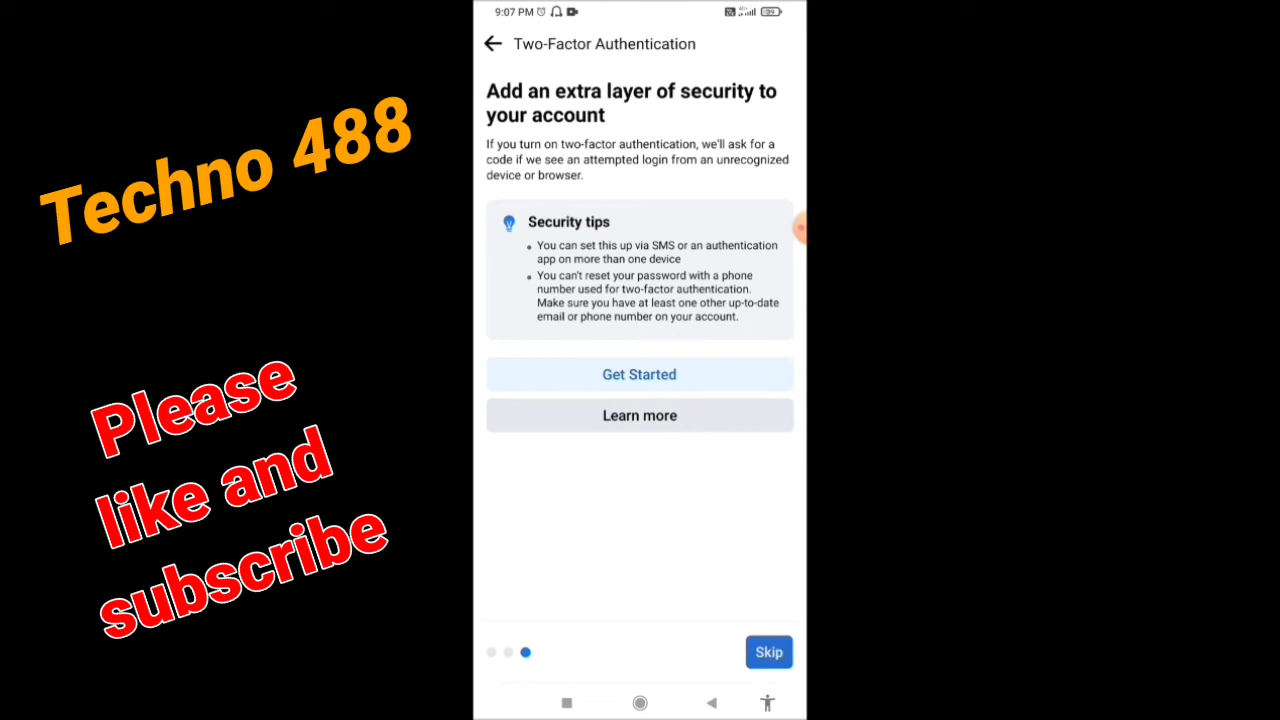 Techno 488
Please
like and
subscribe
9:07 PM
39
Two-Factor Authentication
Add an extra layer of security to
your account
If you turn on two-factor authentication, we'll ask for a
code if we see an attempted login from an unrecognized
device or browser.
Security tips
You can set this up via SMS or an authentication
app on more than one device
You can't reset your password with a phone
number used for two-factor authentication.
Make sure you have at least one other up-to-date
email or phone number on your account.
Get Started
Learn more
Skip